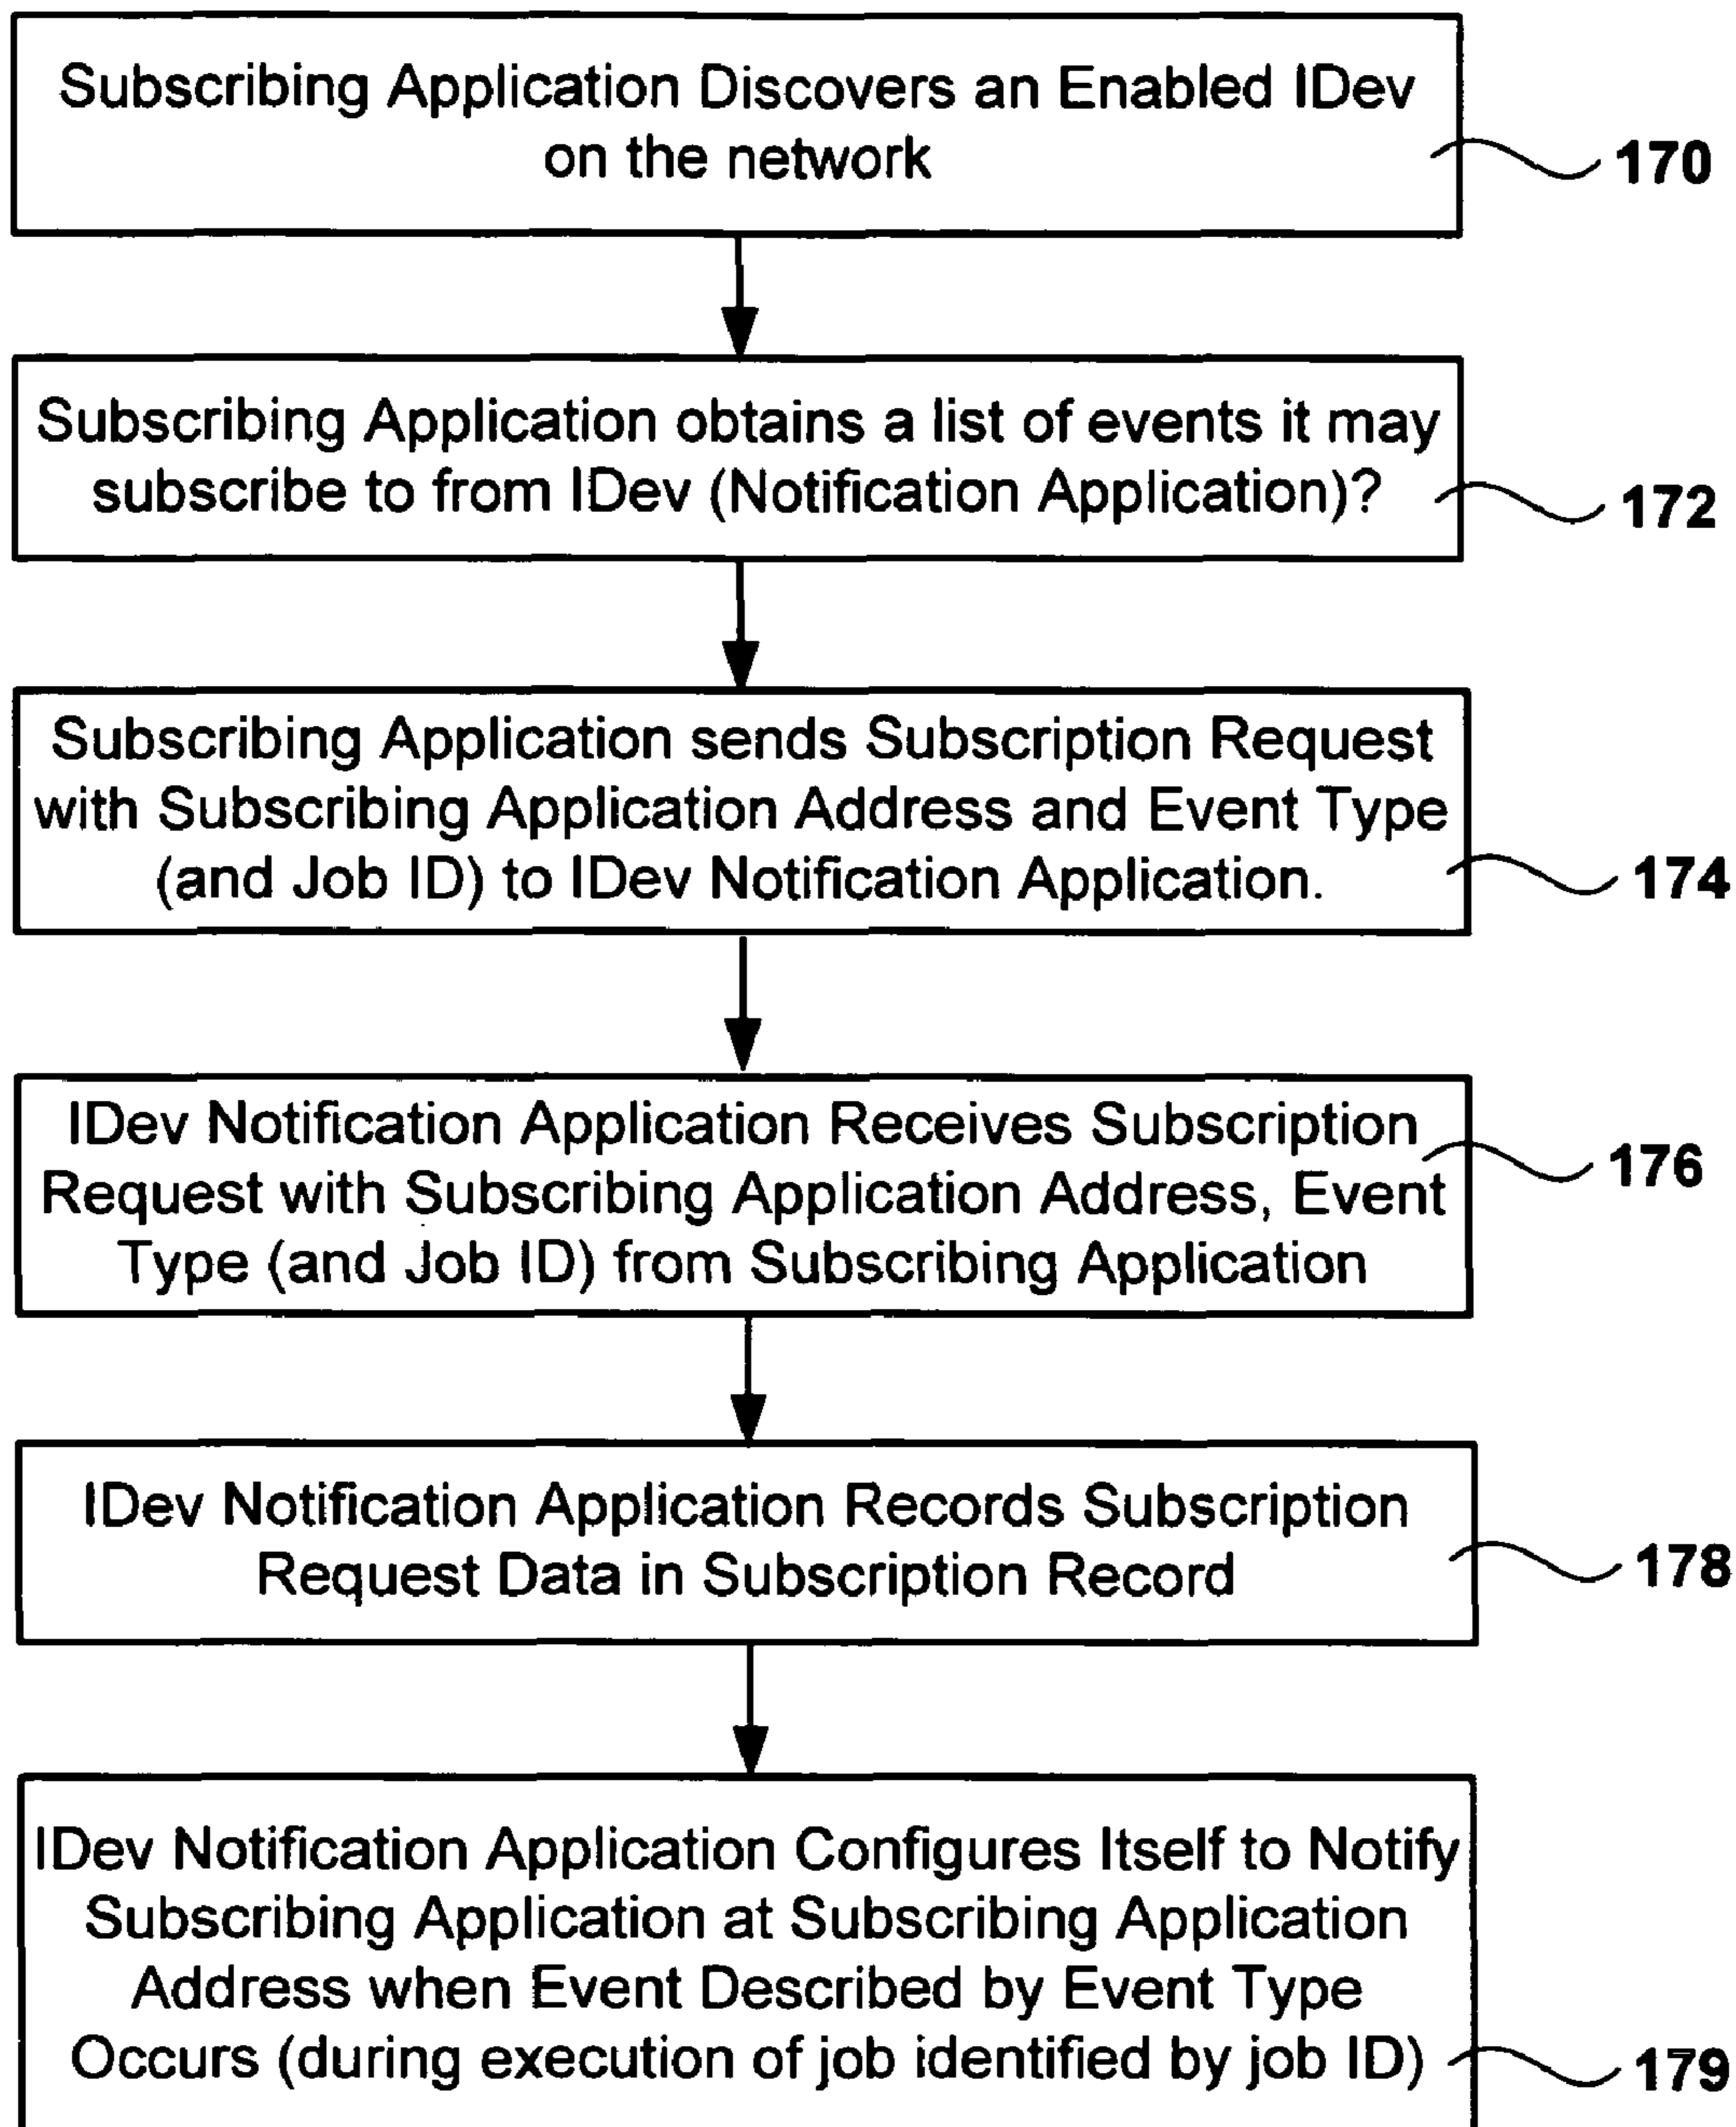 Subscribing Application Discovers an Enabled IDev
on the network
170
Subscribing Application obtains a list of events it may
subscribe to from IDev (Notification Application)?
172
Subscribing Application sends Subscription Request
with Subscribing Application Address and Event Type
(and Job ID) to IDev Notification Application.
174
IDev Notification Application Receives Subscription
Request with Subscribing Application Address, Event
Type (and Job ID) from Subscribing Application
176
IDev Notification Application Records Subscription
Request Data in Subscription Record
178
IDev Notification Application Configures Itself to Notify
Subscribing Application at Subscribing Application
Address when Event Described by Event Type
Occurs (during execution of job identified by job ID)
179